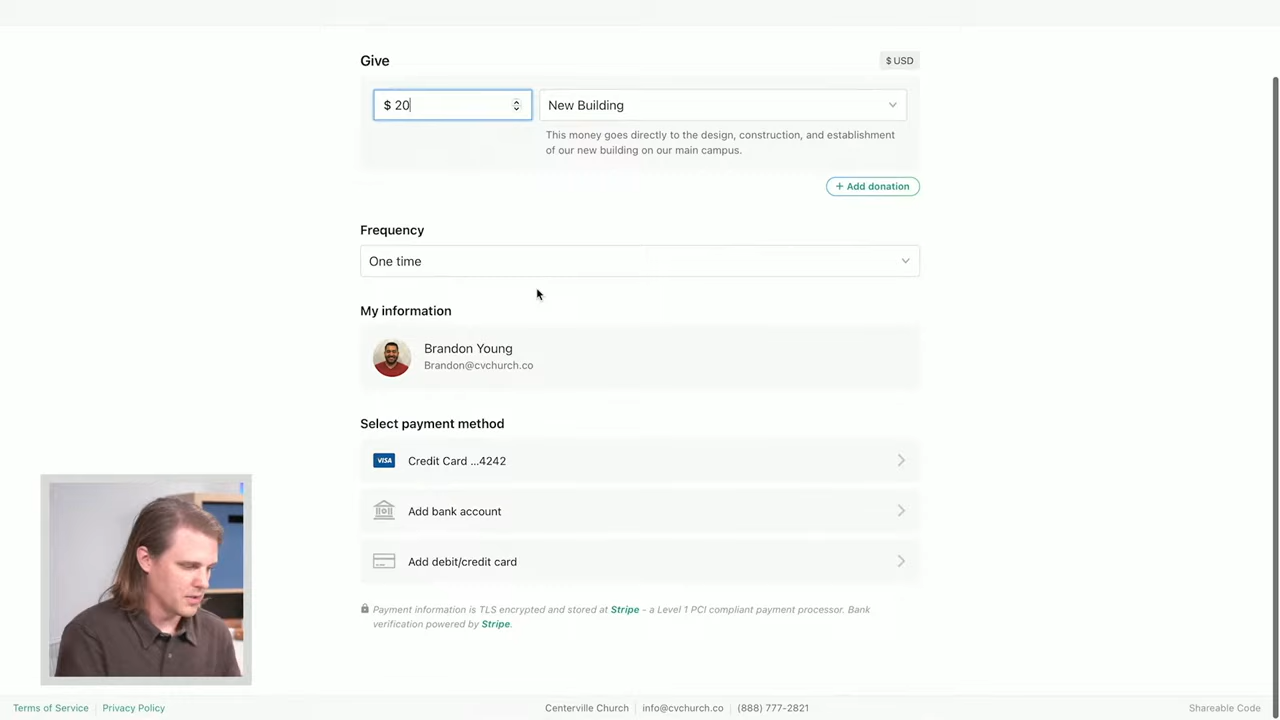 Give
$ USD
$ 20
New Building
This money goes directly to the design, construction, and establishment
of our new building on our main campus.
+ Add donation
Frequency
One time
My information
Brandon Young
Brandon@cvchurch.co
Select payment method
VISA
Credit Card ...4242
Add bank account
Add debit/credit card
Payment information is TLS encrypted and stored at Stripe - a Level 1 PCI compliant payment processor. Bank
verification powered by Stripe.
Terms of Service | Privacy Policy
Centerville Church | info@cvchurch.co | (888) 777-2821
Shareable Code